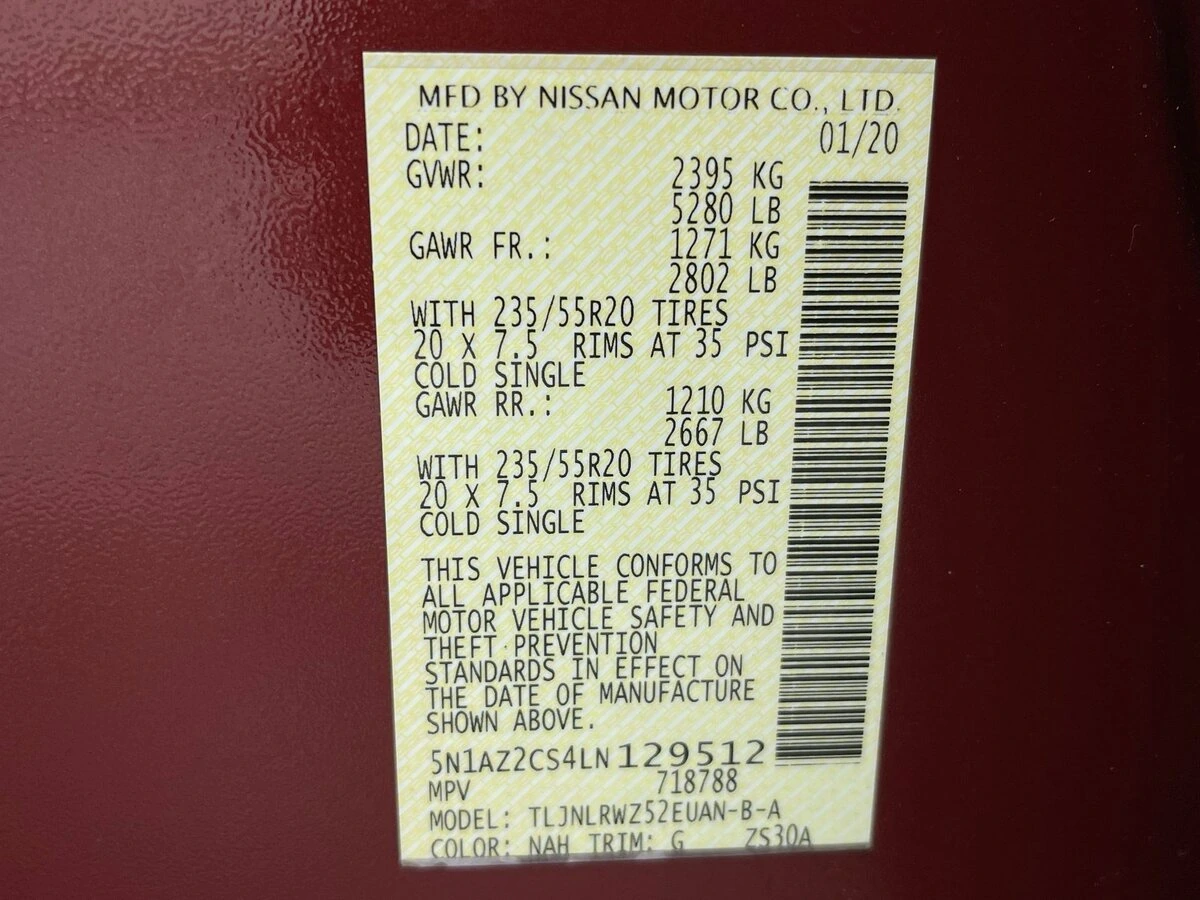 MFD BY NISSAN MOTOR CO., LTD.
DATE: 01/20
GVWR: 2395 KG
5280 LB
GAWR FR.: 1271 KG
2802 LB
WITH 235/55R20 TIRES
20 X 7.5 RIMS AT 35 PSI
COLD SINGLE
GAWR RR.: 1210 KG
2667 LB
WITH 235/55R20 TIRES
20 X 7.5 RIMS AT 35 PSI
COLD SINGLE
THIS VEHICLE CONFORMS TO
ALL APPLICABLE FEDERAL
MOTOR VEHICLE SAFETY AND
THEFT PREVENTION
STANDARDS IN EFFECT ON
THE DATE OF MANUFACTURE
SHOWN ABOVE.
5N1AZ2CS4LN129512
MPV 718788
MODEL: TLJNLRWZ52EUAN-B-A
COLOR: NAH TRIM: G ZS30A